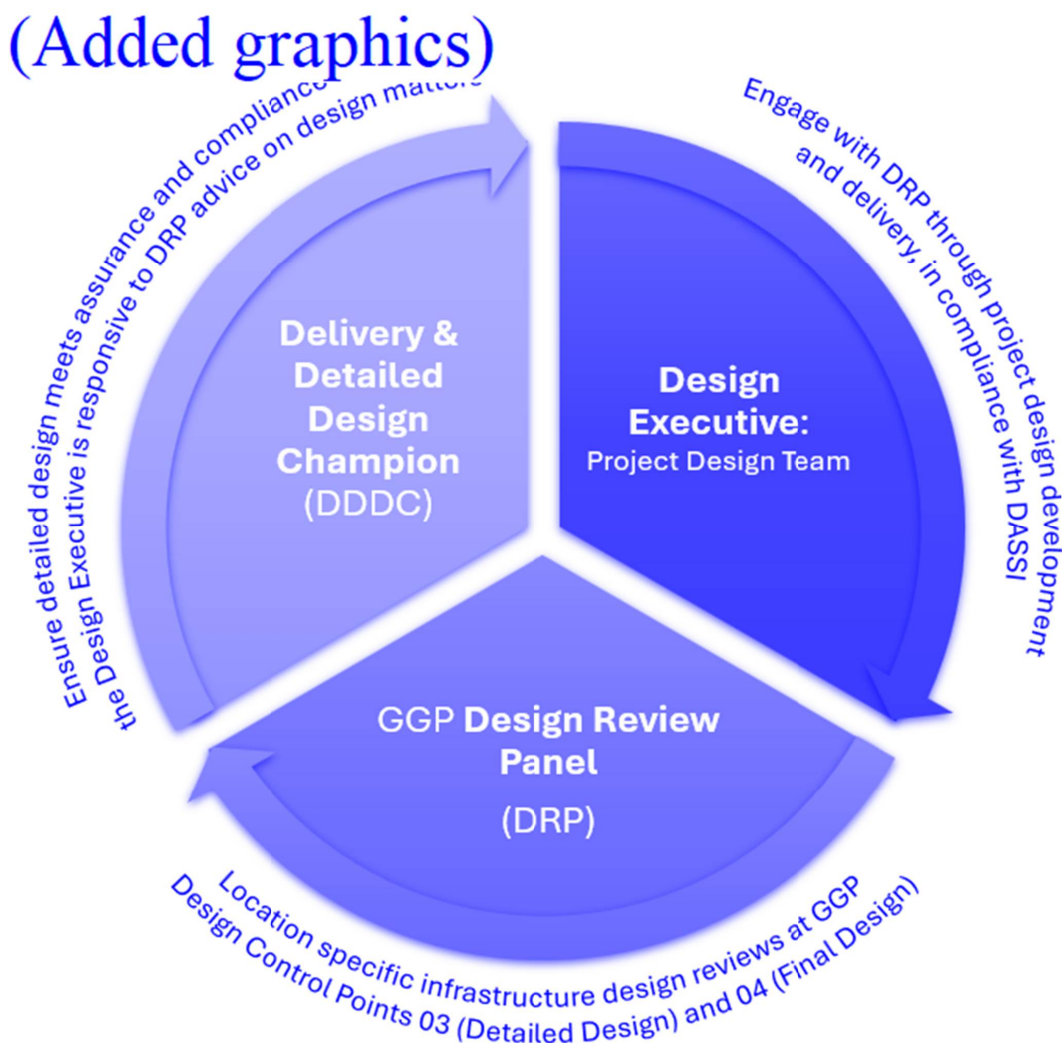 (Added graphics)
Ensure detailed design meets assurance and compliance
the Design Executive is responsive to DRP advice on design matters
Engage with DRP through project design development
and delivery, in compliance with DASSI
Delivery &
Detailed
Design
Champion
(DDDC)
Design
Executive:
Project Design Team
GGP Design Review
Panel
(DRP)
Location specific infrastructure design reviews at GGP
Design Control Points 03 (Detailed Design) and 04 (Final Design)